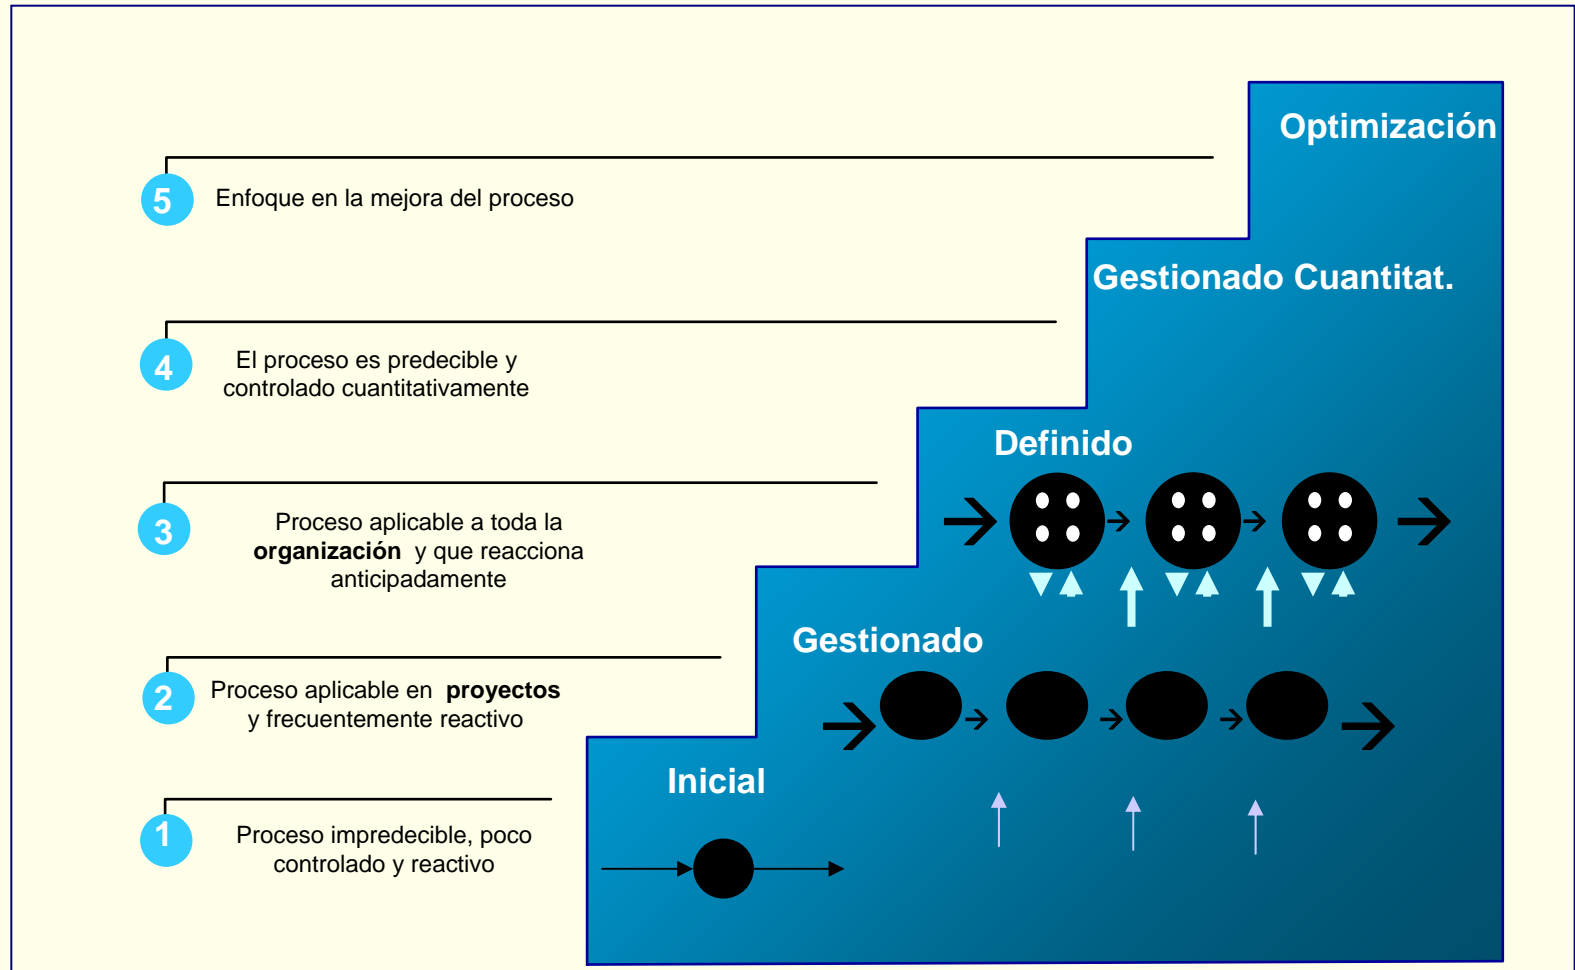 Optimización
5
Enfoque en la mejora del proceso
Gestionado Cuantitat.
4
El proceso es predecible y
controlado cuantitativamente
Definido
3
Proceso aplicable a toda la
organización y que reacciona
anticipadamente
Gestionado
2
Proceso aplicable en proyectos
y frecuentemente reactivo
Inicial
1
Proceso impredecible, poco
controlado y reactivo